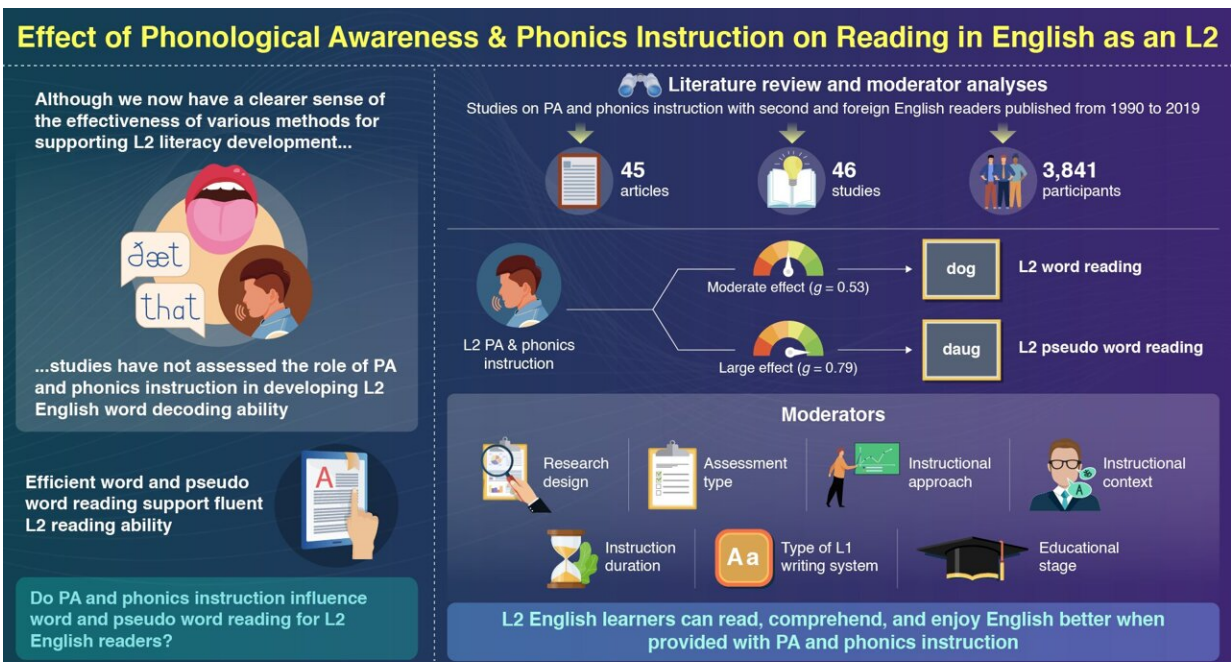 Effect of Phonological Awareness & Phonics Instruction on Reading in English as an L2
Although we now have a clearer sense of
the effectiveness of various methods for
supporting L2 literacy development...
ðæt
that
...studies have not assessed the role of PA
and phonics instruction in developing L2
English word decoding ability
Efficient word and pseudo
word reading support fluent
L2 reading ability
A
Do PA and phonics instruction influence
word and pseudo word reading for L2
English readers?
Literature review and moderator analyses
Studies on PA and phonics instruction with second and foreign English readers published from 1990 to 2019
45
articles
46
studies
3,841
participants
L2 PA & phonics
instruction
Moderate effect (g = 0.53)
dog
L2 word reading
Large effect (g = 0.79)
daug
L2 pseudo word reading
Moderators
Research
design
Assessment
type
Instructional
approach
A
Instructional
context
Instruction
duration
Aa
Type of L1
writing system
Educational
stage
L2 English learners can read, comprehend, and enjoy English better when
provided with PA and phonics instruction